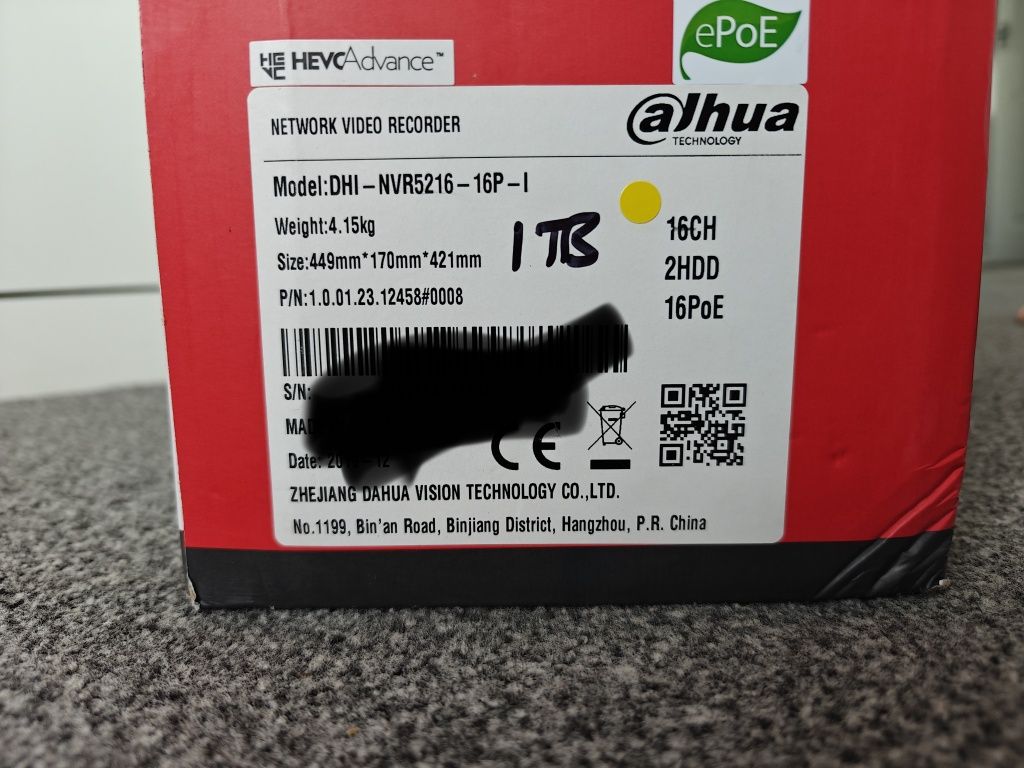 ePoE
HEVC HEVCAdvance™
NETWORK VIDEO RECORDER
alhua
TECHNOLOGY
Model:DHI-NVR5216-16P-I
Weight:4.15kg
16CH
1TB
Size:449mm*170mm*421mm
2HDD
P/N:1.0.01.23.12458#0008
16PoE
S/N:
CE
Date:
ZHEJIANG DAHUA VISION TECHNOLOGY CO.,LTD.
No.1199, Bin'an Road, Binjiang District, Hangzhou, P.R. China